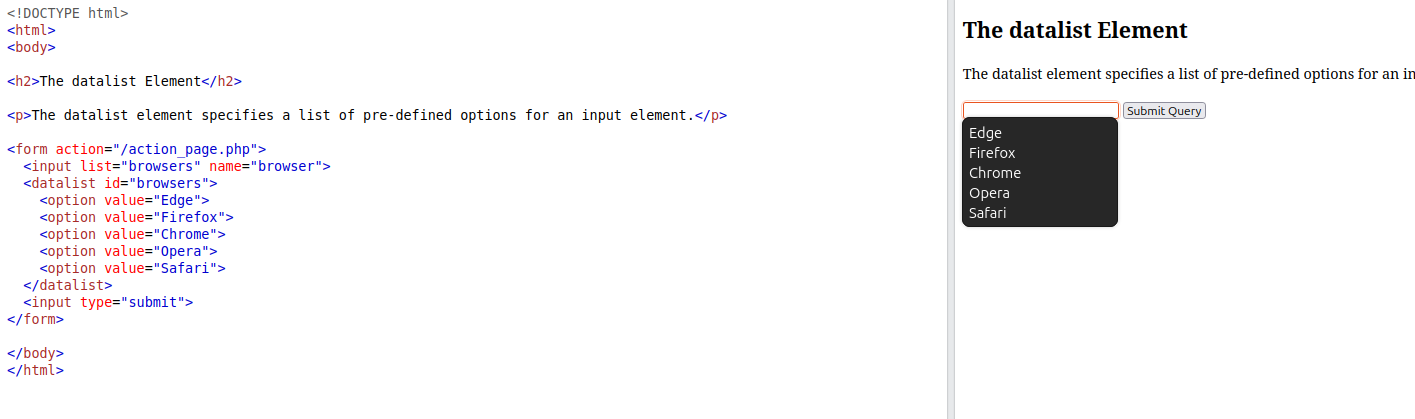 <!DOCTYPE html>
<html>
<body>
<h2>The datalist Element</h2>
<p>The datalist element specifies a list of pre-defined options for an input element.</p>
<form action="/action_page.php">
  <input list="browsers" name="browser">
  <datalist id="browsers">
    <option value="Edge">
    <option value="Firefox">
    <option value="Chrome">
    <option value="Opera">
    <option value="Safari">
  </datalist>
  <input type="submit">
</form>
</body>
</html>
The datalist Element
The datalist element specifies a list of pre-defined options for an in
Submit Query
Edge
Firefox
Chrome
Opera
Safari